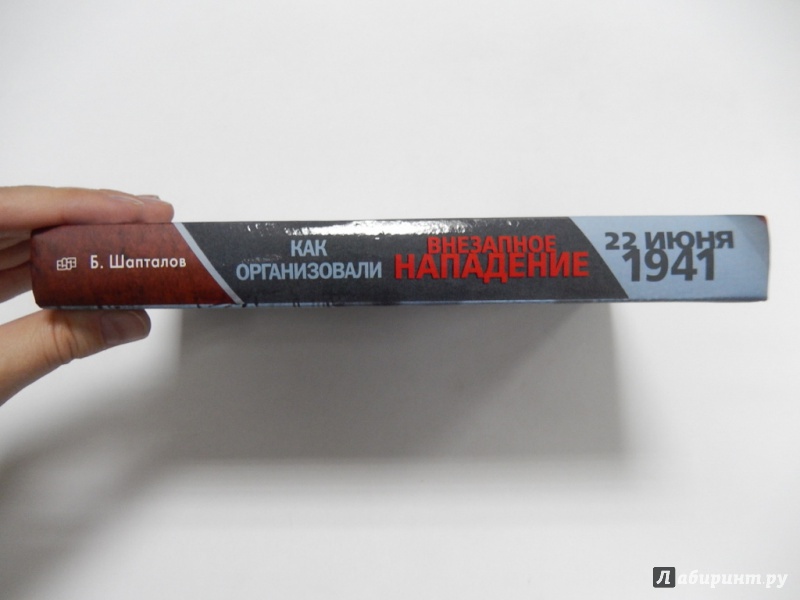 Б. Шапталов
КАК
ОРГАНИЗОВАЛИ
ВНЕЗАПНОЕ
НАПАДЕНИЕ
22 ИЮНЯ
1941
Лабиринт.ру